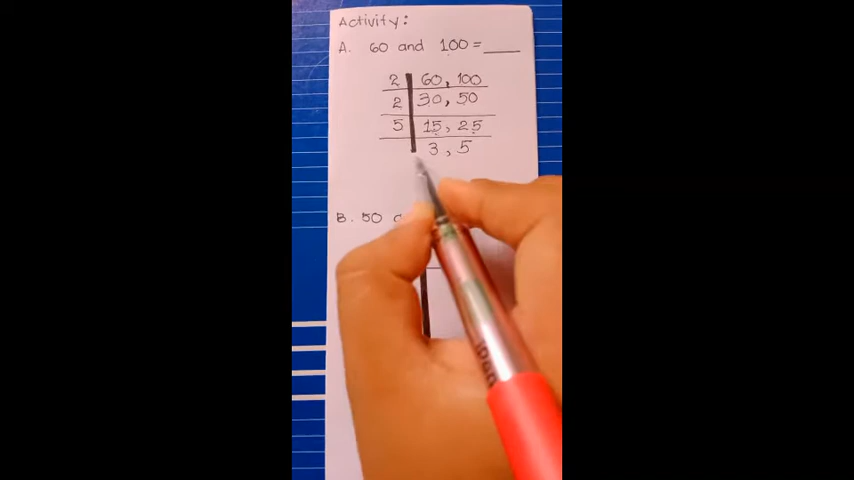 Activity:
A. 60 and 100 = ____
2 60, 100
2 30, 50
5 15, 25
3, 5
B. 50